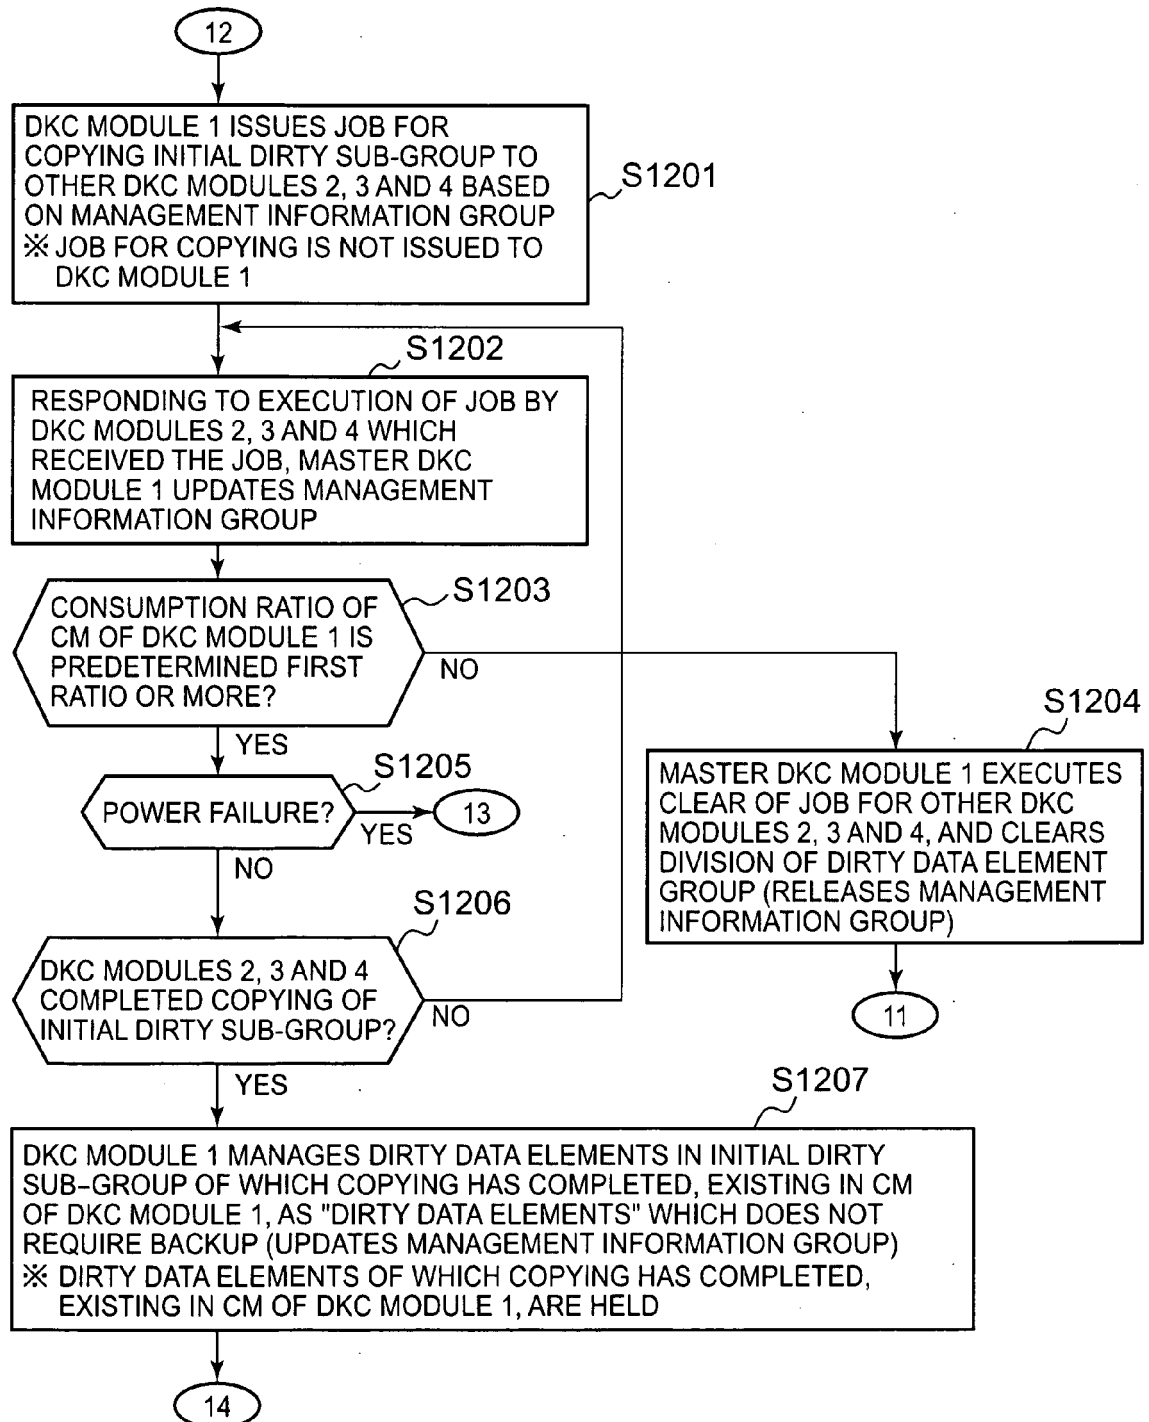 12
DKC MODULE 1 ISSUES JOB FOR
COPYING INITIAL DIRTY SUB-GROUP TO
OTHER DKC MODULES 2, 3 AND 4 BASED
ON MANAGEMENT INFORMATION GROUP
※ JOB FOR COPYING IS NOT ISSUED TO
DKC MODULE 1
S1201
S1202
RESPONDING TO EXECUTION OF JOB BY
DKC MODULES 2, 3 AND 4 WHICH
RECEIVED THE JOB, MASTER DKC
MODULE 1 UPDATES MANAGEMENT
INFORMATION GROUP
S1203
CONSUMPTION RATIO OF
CM OF DKC MODULE 1 IS
PREDETERMINED FIRST
RATIO OR MORE?
NO
YES
S1204
MASTER DKC MODULE 1 EXECUTES
CLEAR OF JOB FOR OTHER DKC
MODULES 2, 3 AND 4, AND CLEARS
DIVISION OF DIRTY DATA ELEMENT
GROUP (RELEASES MANAGEMENT
INFORMATION GROUP)
11
S1205
POWER FAILURE?
YES
13
NO
S1206
DKC MODULES 2, 3 AND 4
COMPLETED COPYING OF
INITIAL DIRTY SUB-GROUP?
NO
YES
S1207
DKC MODULE 1 MANAGES DIRTY DATA ELEMENTS IN INITIAL DIRTY
SUB-GROUP OF WHICH COPYING HAS COMPLETED, EXISTING IN CM
OF DKC MODULE 1, AS "DIRTY DATA ELEMENTS" WHICH DOES NOT
REQUIRE BACKUP (UPDATES MANAGEMENT INFORMATION GROUP)
※ DIRTY DATA ELEMENTS OF WHICH COPYING HAS COMPLETED,
EXISTING IN CM OF DKC MODULE 1, ARE HELD
14